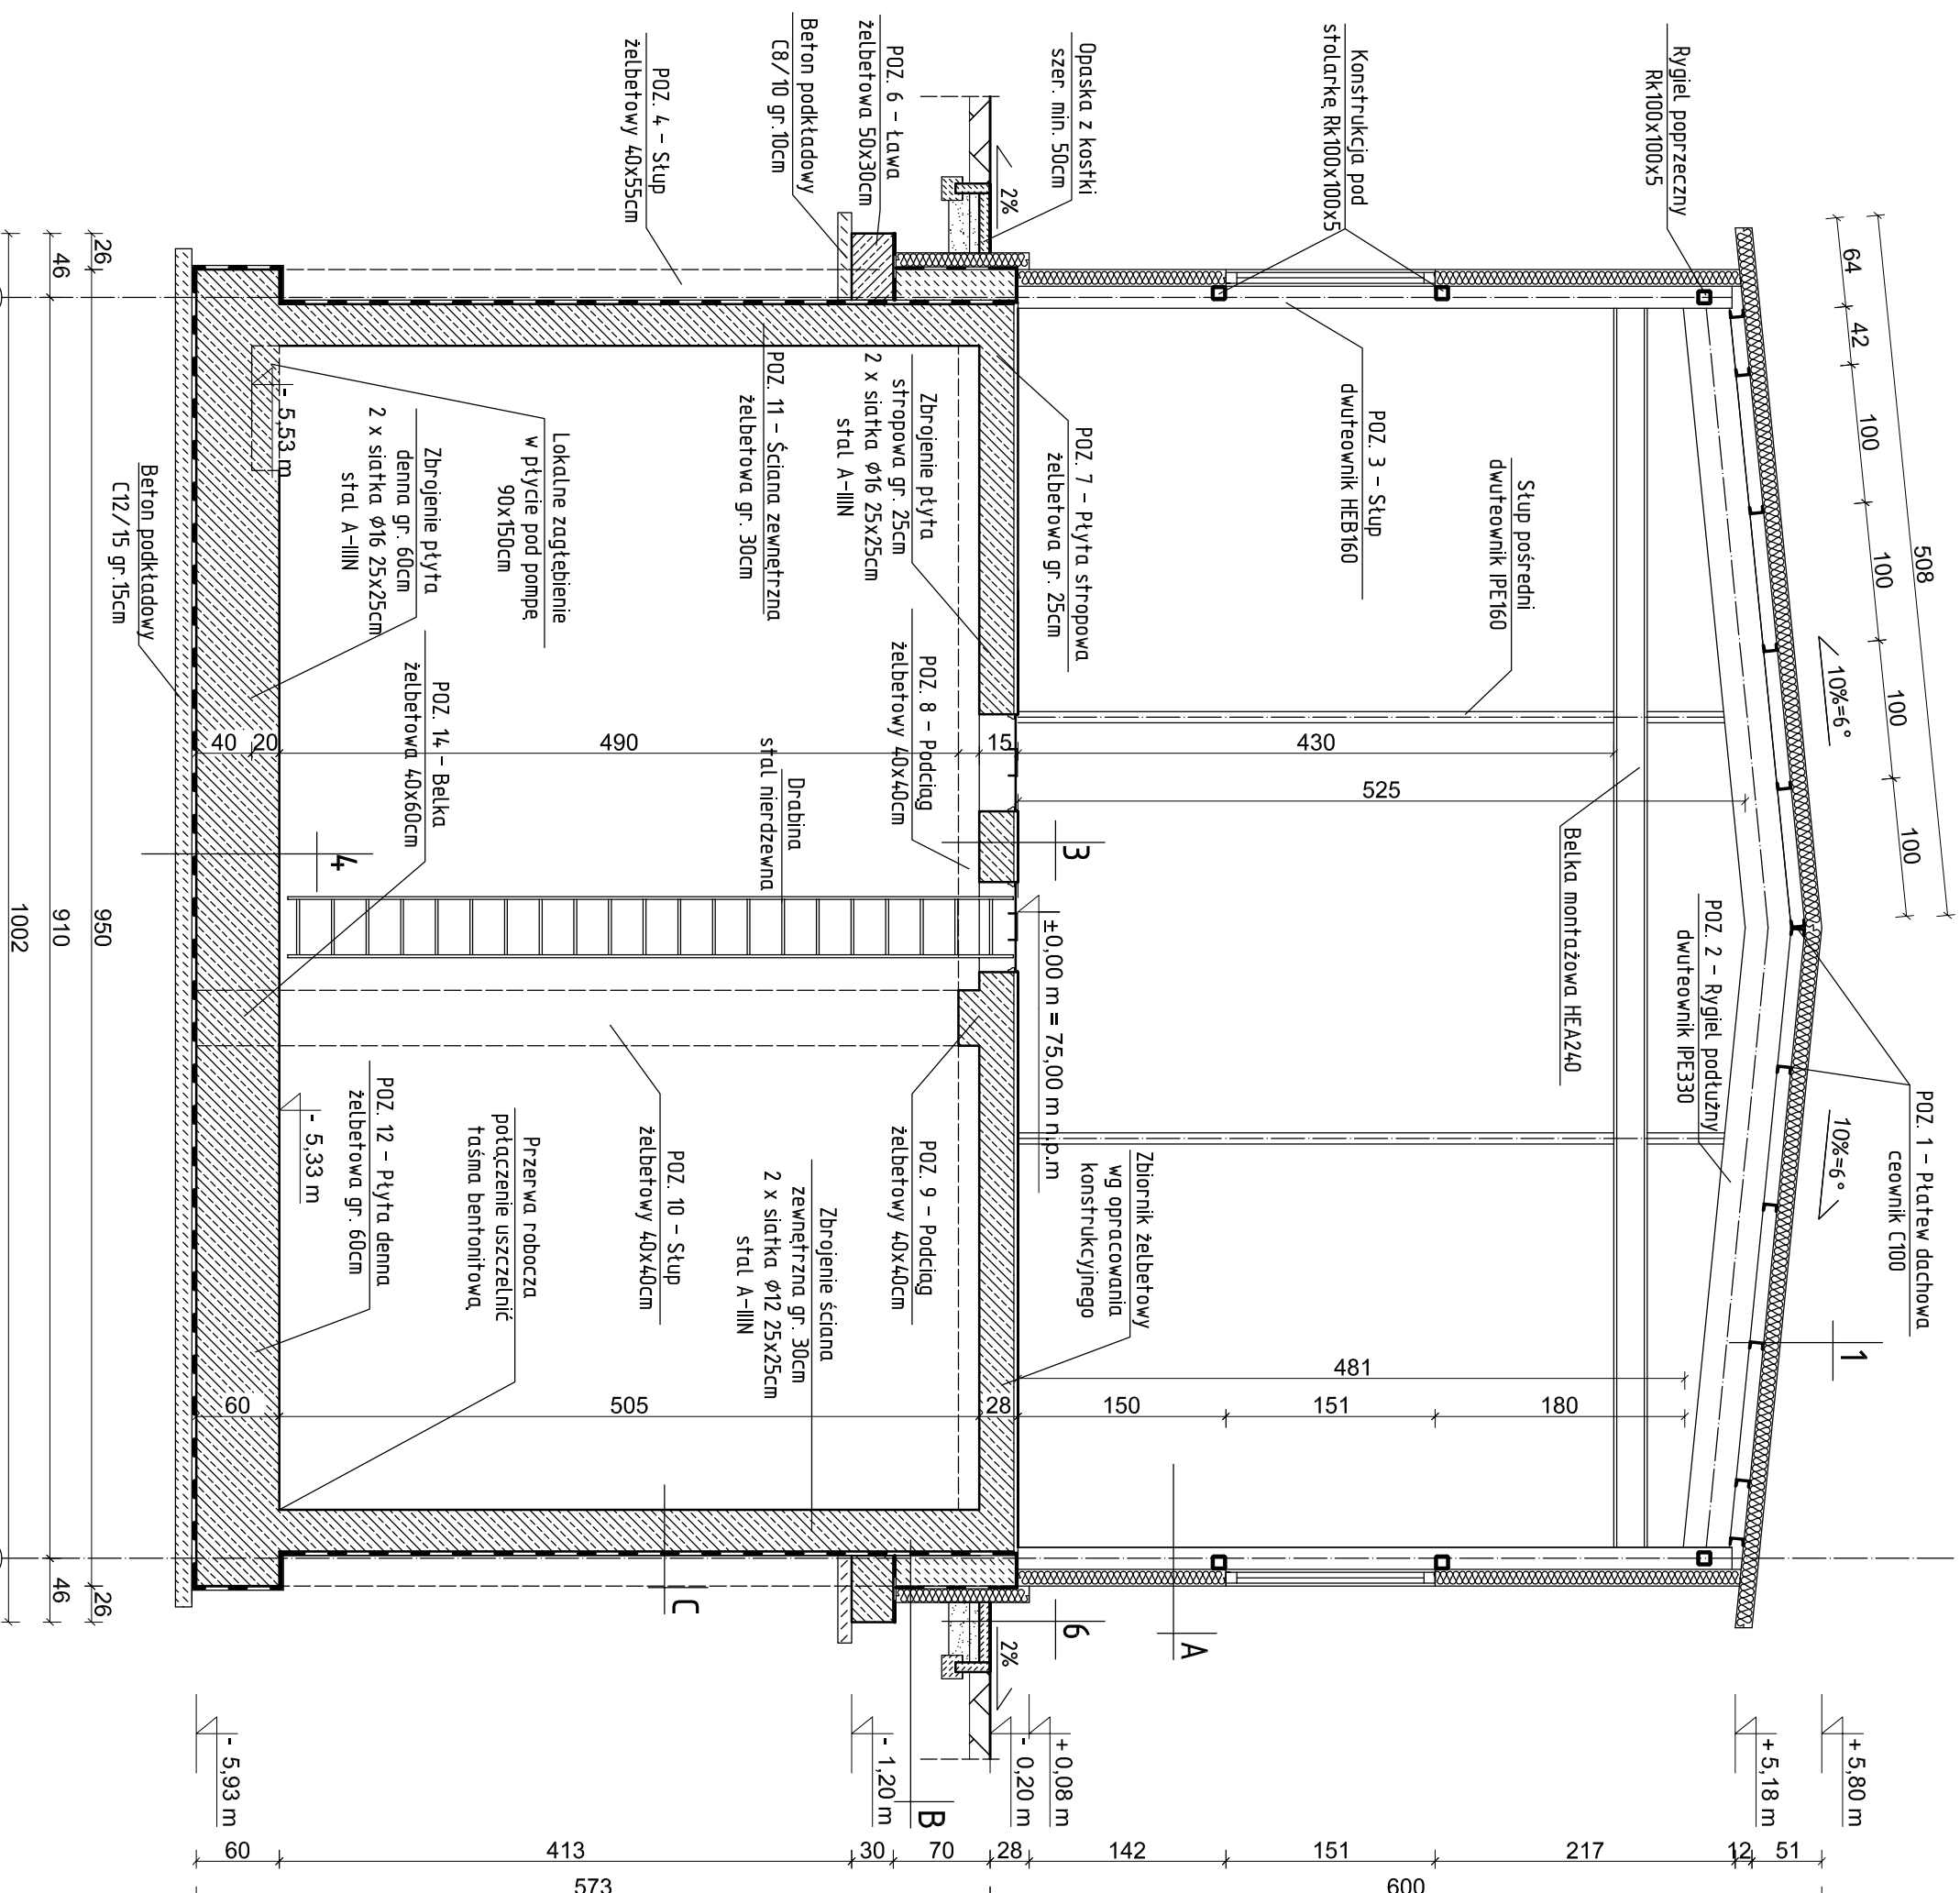 Rygiel poprzeczny
Rk100x100x5
Konstrukcja pod
stolarkę Rk100x100x5
Opaska z kostki
szer. min. 50cm
POZ. 6 - Ława
żelbetowa 50x30cm
Beton podkładowy
C8/10 gr.10cm
POZ. 4 - Słup
żelbetowy 40x55cm
2%
508
64
42
100
100
100
100
10%=6°
10%=6°
POZ. 1 - Płatew dachowa
ceownik C100
POZ. 2 - Rygiel podłużny
dwuteownik IPE330
Belka montażowa HEA240
Słup pośredni
dwuteownik IPE160
POZ. 3 - Słup
dwuteownik HEB160
430
525
481
150
151
180
1
A
POZ. 7 - Płyta stropowa
żelbetowa gr. 25cm
±0,00 m = 75,00 m n.p.m
Zbiornik żelbetowy
wg opracowania
konstrukcyjnego
3
6
2%
Zbrojenie płyta
stropowa gr. 25cm
2 x siatka ϕ16 25x25cm
stal A-IIIN
POZ. 8 - Podciąg
żelbetowy 40x40cm
POZ. 9 - Podciąg
żelbetowy 40x40cm
POZ. 11 - Ściana zewnętrzna
żelbetowa gr. 30cm
Drabina
stal nierdzewna
Zbrojenie ściana
zewnętrzna gr. 30cm
2 x siatka ϕ12 25x25cm
stal A-IIIN
POZ. 10 - Słup
żelbetowy 40x40cm
C
B
Lokalne zagłębienie
w płycie pod pompę
90x150cm
Przerwa robocza
połączenie uszczelnić
taśmą bentonitową
Zbrojenie płyta
denna gr. 60cm
2 x siatka ϕ16 25x25cm
stal A-IIIN
POZ. 14 - Belka
żelbetowa 40x60cm
POZ. 12 - Płyta denna
żelbetowa gr. 60cm
- 5,53 m
- 5,33 m
4
40
20
490
15
60
505
28
Beton podkładowy
C12/15 gr.15cm
26
950
26
46
910
46
1002
+ 5,80 m
+ 5,18 m
+ 0,08 m
- 0,20 m
- 1,20 m
- 5,93 m
60
413
30
70
28
142
151
217
12
51
573
600